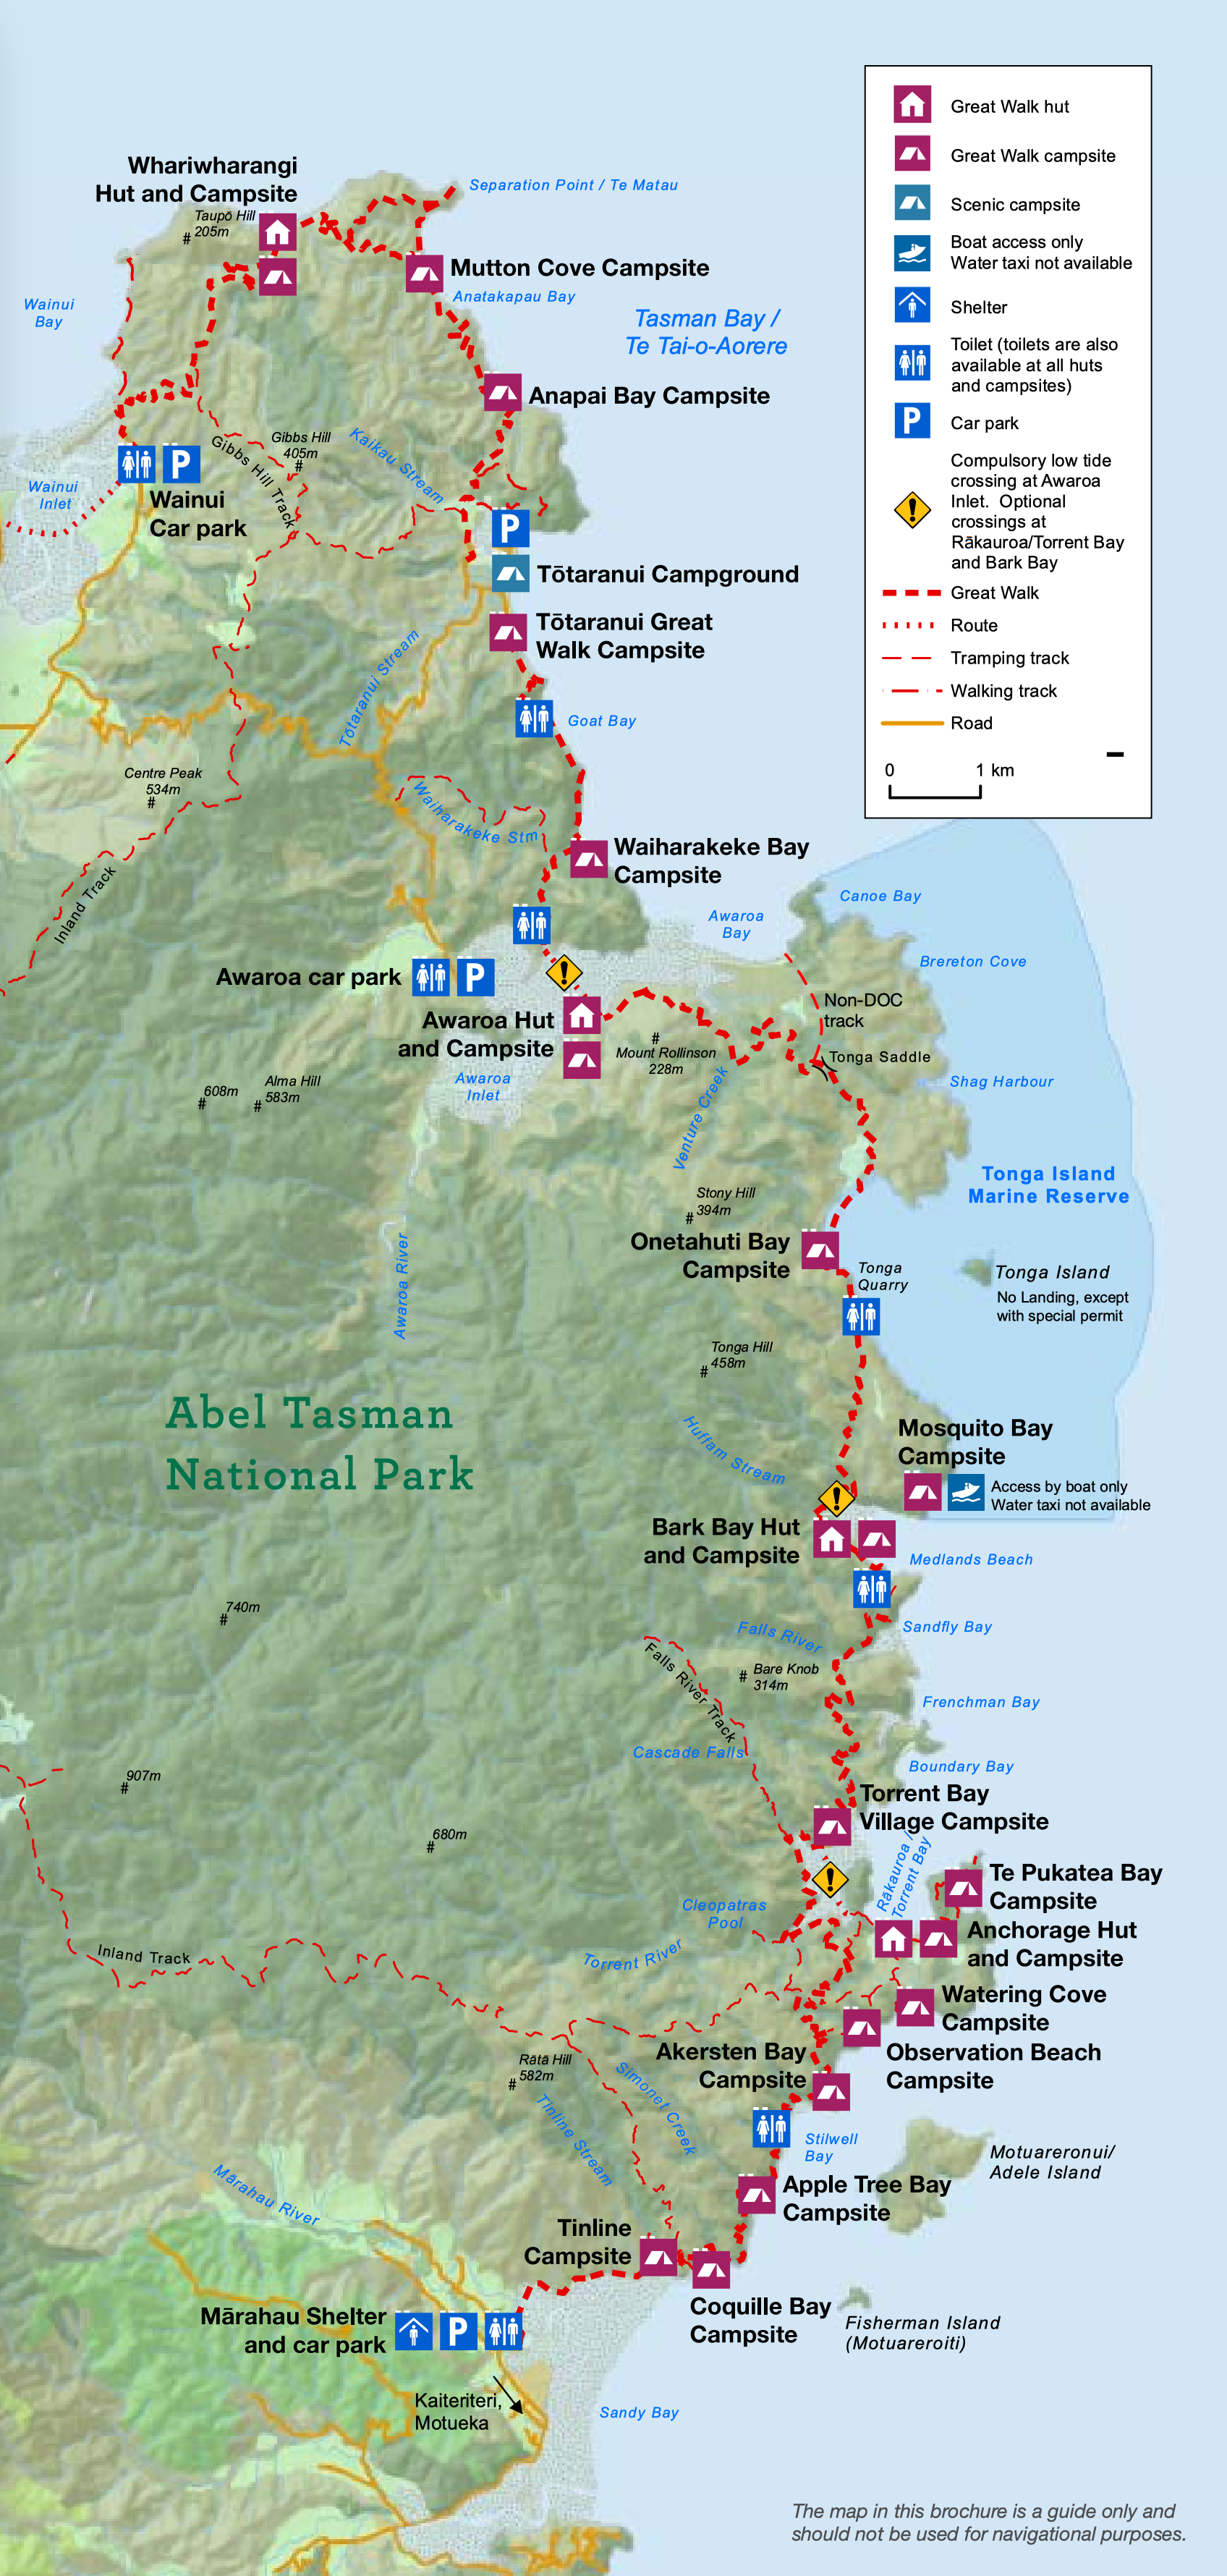 Great Walk hut
Great Walk campsite
Scenic campsite
Boat access only
Water taxi not available
Shelter
Toilet (toilets are also
available at all huts
and campsites)
P
Car park
Compulsory low tide
crossing at Awaroa
Inlet. Optional
crossings at
Rākauroa/Torrent Bay
and Bark Bay
Great Walk
Route
Tramping track
Walking track
Road
0
1 km
Whariwharangi
Hut and Campsite
Separation Point / Te Matau
Taupō Hill
# 205m
Mutton Cove Campsite
Anatakapau Bay
Wainui
Bay
Tasman Bay /
Te Tai-o-Aorere
Anapai Bay Campsite
Gibbs Hill
405m
#
Kaikau Stream
Gibbs Hill Track
P
Wainui
Inlet
Wainui
Car park
P
Tōtaranui Campground
Tōtaranui Great
Walk Campsite
Tōtaranui Stream
Goat Bay
Centre Peak
534m
#
Waiharakeke Stm
Waiharakeke Bay
Campsite
Inland Track
Canoe Bay
Awaroa
Bay
Brereton Cove
Awaroa car park
P
Non-DOC
track
Awaroa Hut
and Campsite
#
Mount Rollinson
228m
Tonga Saddle
Awaroa
Inlet
Shag Harbour
608m
#
Alma Hill
# 583m
Venture Creek
Tonga Island
Marine Reserve
Stony Hill
# 394m
Awaroa River
Onetahuti Bay
Campsite
Tonga
Quarry
Tonga Island
No Landing, except
with special permit
Tonga Hill
# 458m
Abel Tasman
National Park
Huffam Stream
Mosquito Bay
Campsite
Access by boat only
Water taxi not available
Bark Bay Hut
and Campsite
Medlands Beach
740m
#
Falls River
Sandfly Bay
Falls River Track
# Bare Knob
314m
Frenchman Bay
Cascade Falls
Boundary Bay
907m
#
Torrent Bay
Village Campsite
680m
#
Rākauroa /
Torrent Bay
Te Pukatea Bay
Campsite
Cleopatras
Pool
Anchorage Hut
and Campsite
Inland Track
Torrent River
Watering Cove
Campsite
Akersten Bay
Campsite
Observation Beach
Campsite
Rātā Hill
# 582m
Simonet Creek
Tinline Stream
Stilwell
Bay
Motuareronui/
Adele Island
Mārahau River
Apple Tree Bay
Campsite
Tinline
Campsite
Coquille Bay
Campsite
Mārahau Shelter
and car park
P
Fisherman Island
(Motuareroiti)
Kaiteriteri,
Motueka
Sandy Bay
The map in this brochure is a guide only and
should not be used for navigational purposes.